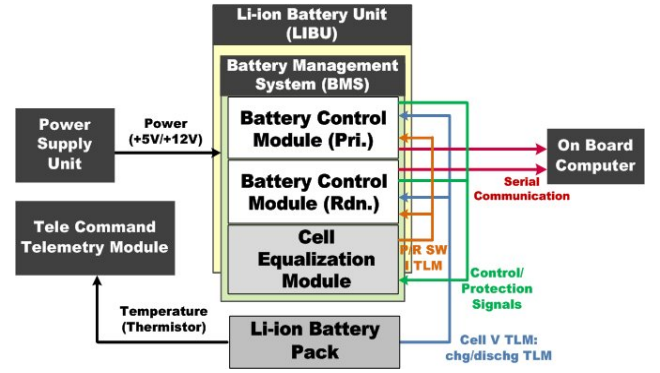 Li-ion Battery Unit
(LIBU)
Battery Management
System (BMS)
Battery Control
Module (Pri.)
Power
(+5V/+12V)
Power
Supply
Unit
On Board
Computer
Battery Control
Module (Rdn.)
Serial
Communication
Tele Command
Telemetry Module
Cell
Equalization
Module
P/R SW
I TLM
Control/
Protection
Signals
Temperature
(Thermistor)
Li-ion Battery
Pack
Cell V TLM:
chg/dischg TLM